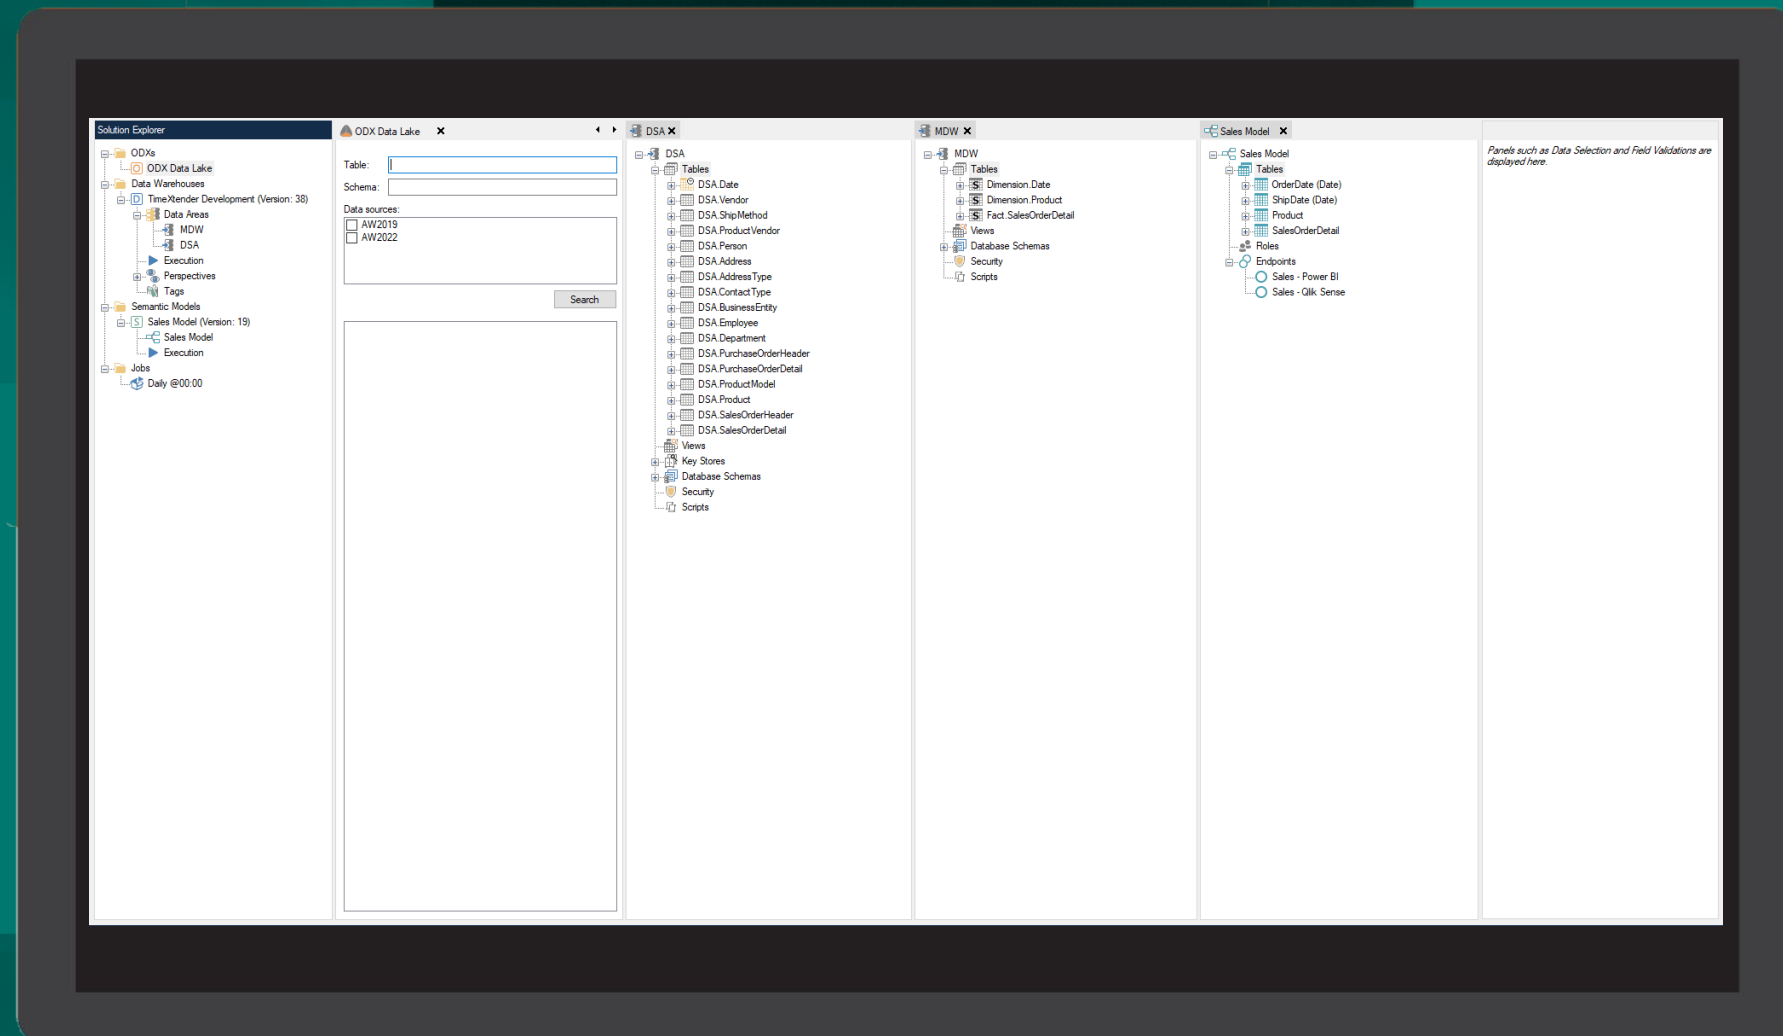 Solution Explorer
ODXs
ODX Data Lake
Data Warehouses
TimeXtender Development (Version: 38)
Data Areas
MDW
DSA
Execution
Perspectives
Tags
Semantic Models
Sales Model (Version: 19)
Sales Model
Execution
Jobs
Daily @00:00
ODX Data Lake
Table:
Schema:
Data sources:
AW2019
AW2022
Search
DSA
DSA
Tables
DSA.Date
DSA.Vendor
DSA.ShipMethod
DSA.ProductVendor
DSA.Person
DSA.Address
DSA.AddressType
DSA.ContactType
DSA.BusinessEntity
DSA.Employee
DSA.Department
DSA.PurchaseOrderHeader
DSA.PurchaseOrderDetail
DSA.ProductModel
DSA.Product
DSA.SalesOrderHeader
DSA.SalesOrderDetail
Views
Key Stores
Database Schemas
Security
Scripts
MDW
MDW
Tables
Dimension.Date
Dimension.Product
Fact.SalesOrderDetail
Views
Database Schemas
Security
Scripts
Sales Model
Sales Model
Tables
OrderDate (Date)
ShipDate (Date)
Product
SalesOrderDetail
Roles
Endpoints
Sales - Power BI
Sales - Qlik Sense
Panels such as Data Selection and Field Validations are
displayed here.